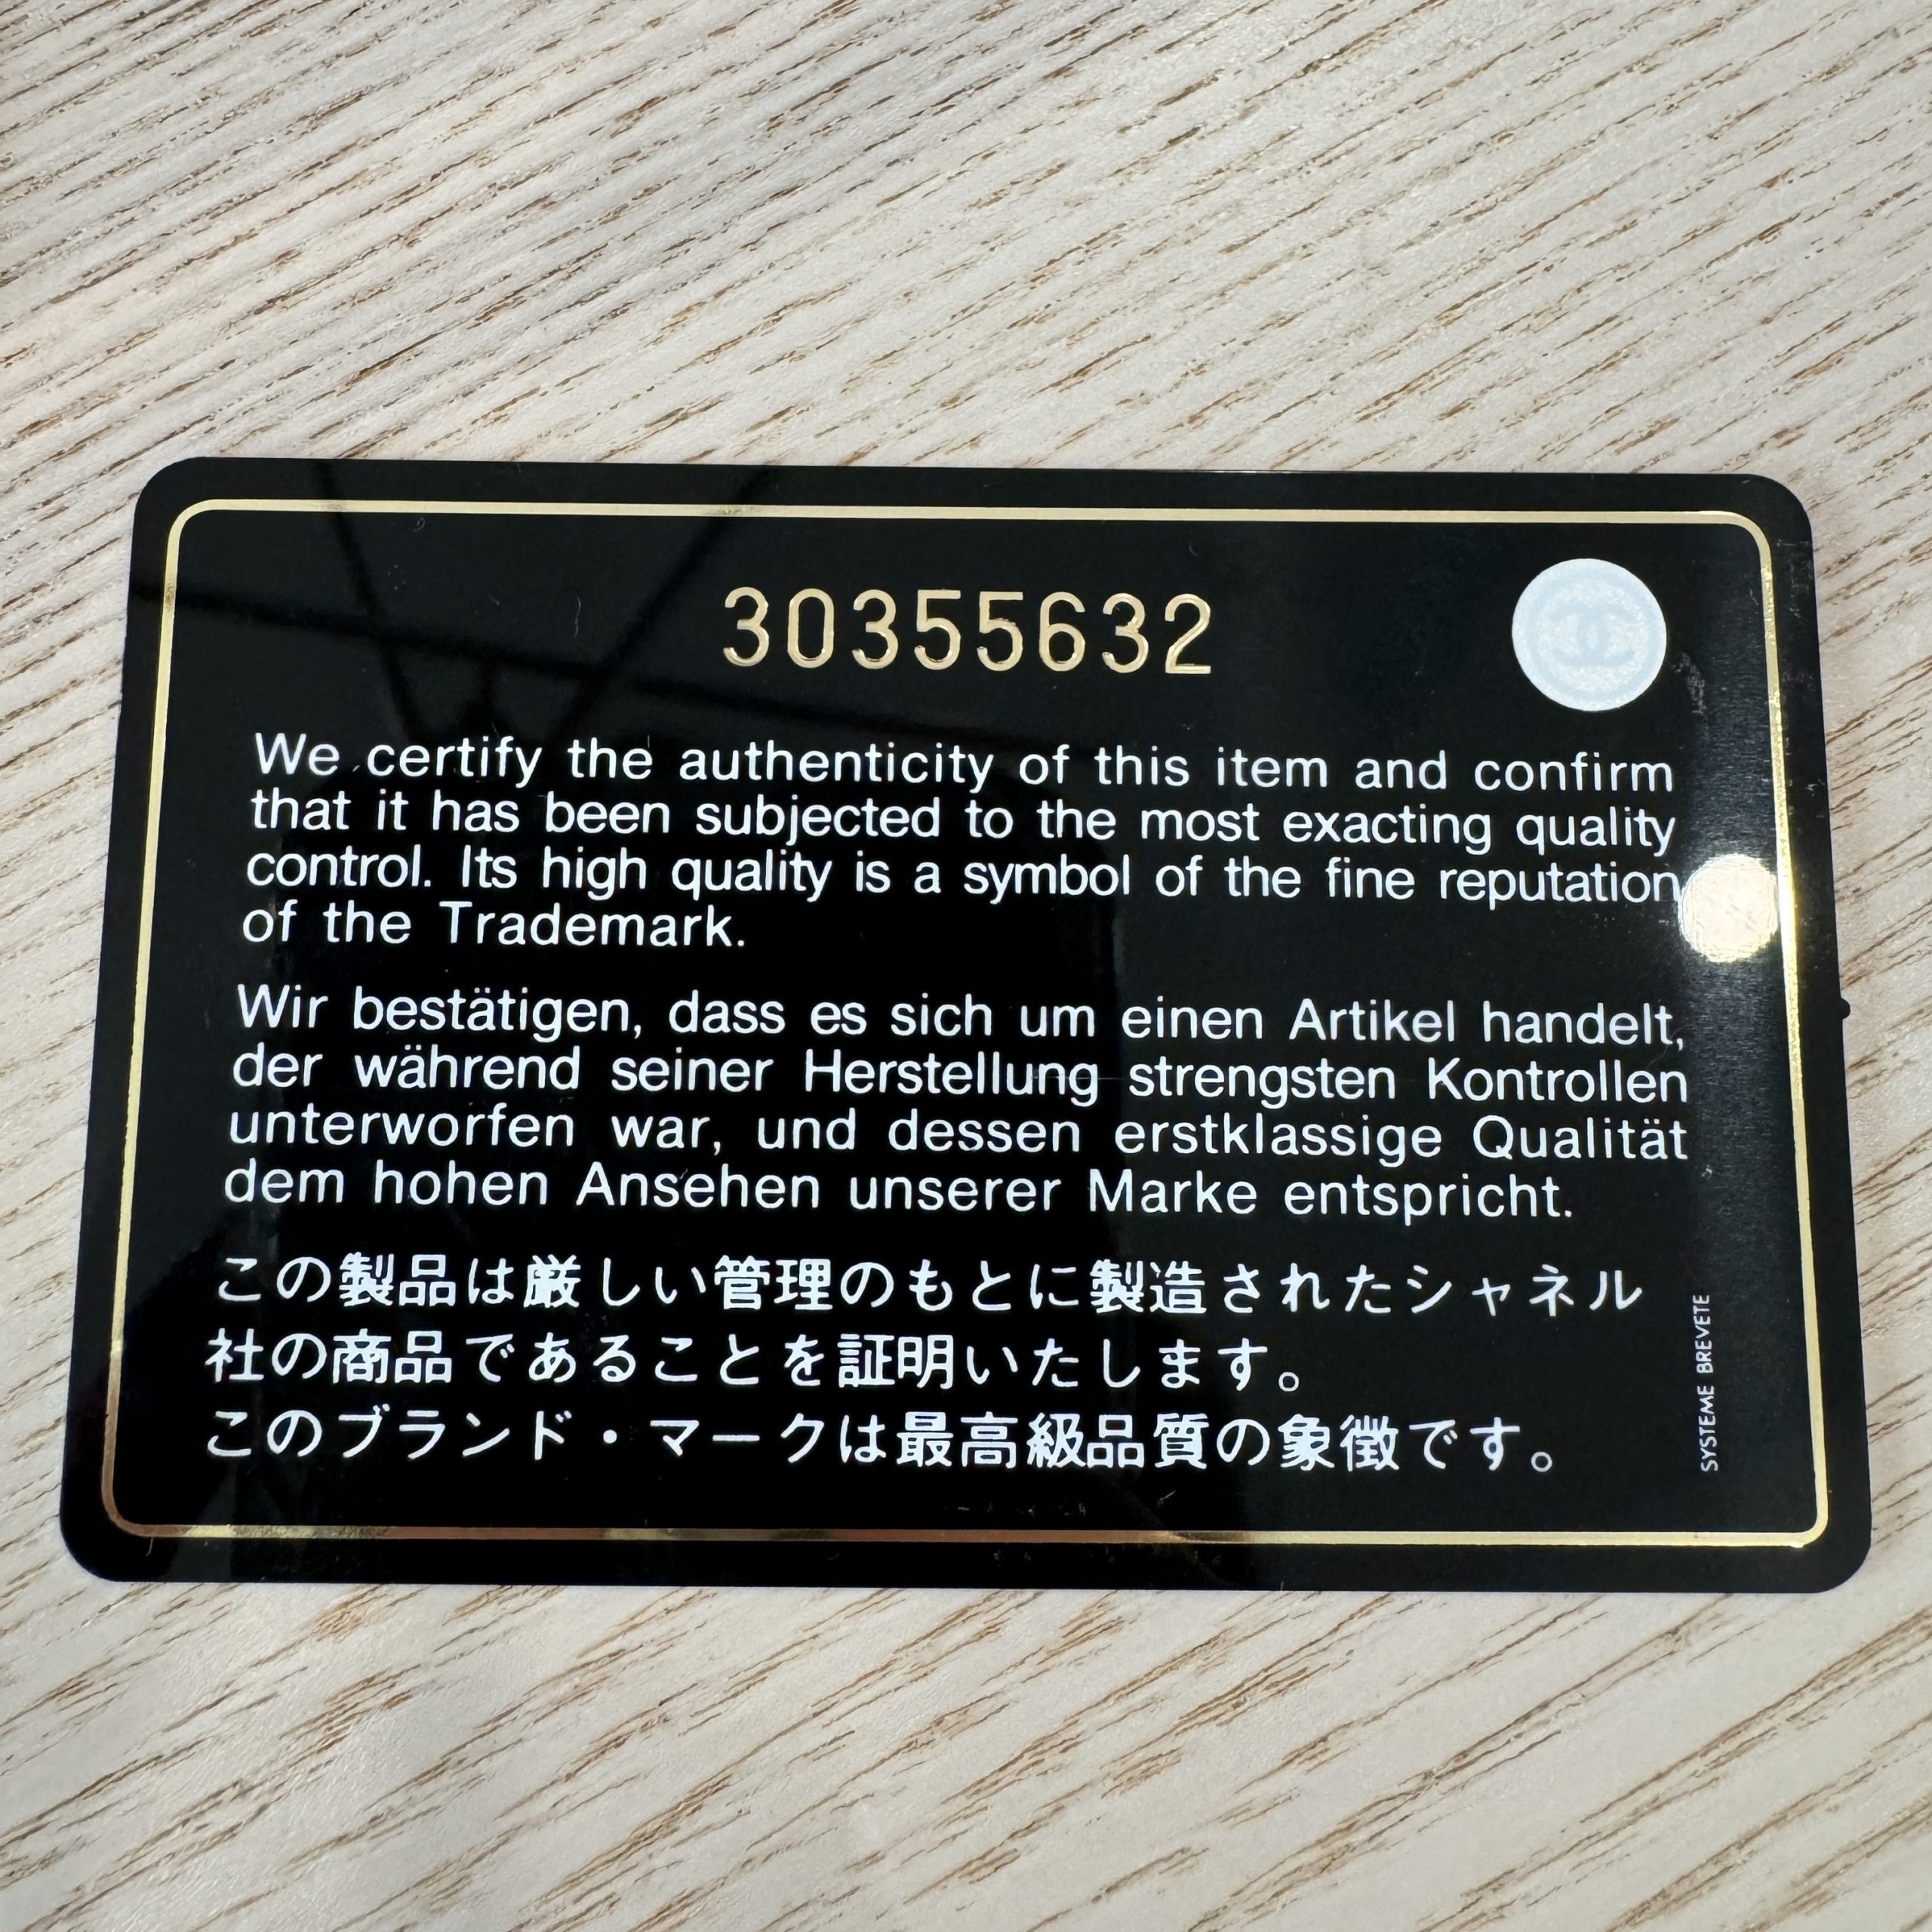 30355632
We certify the authenticity of this item and confirm
that it has been subjected to the most exacting quality
control. Its high quality is a symbol of the fine reputation
of the Trademark.
Wir bestätigen, dass es sich um einen Artikel handelt,
der während seiner Herstellung strengsten Kontrollen
unterworfen war, und dessen erstklassige Qualität
dem hohen Ansehen unserer Marke entspricht.
この製品は厳しい管理のもとに製造されたシャネル
社の商品であることを証明いたします。
このブランド・マークは最高級品質の象徴です。
SYSTEME BREVETE